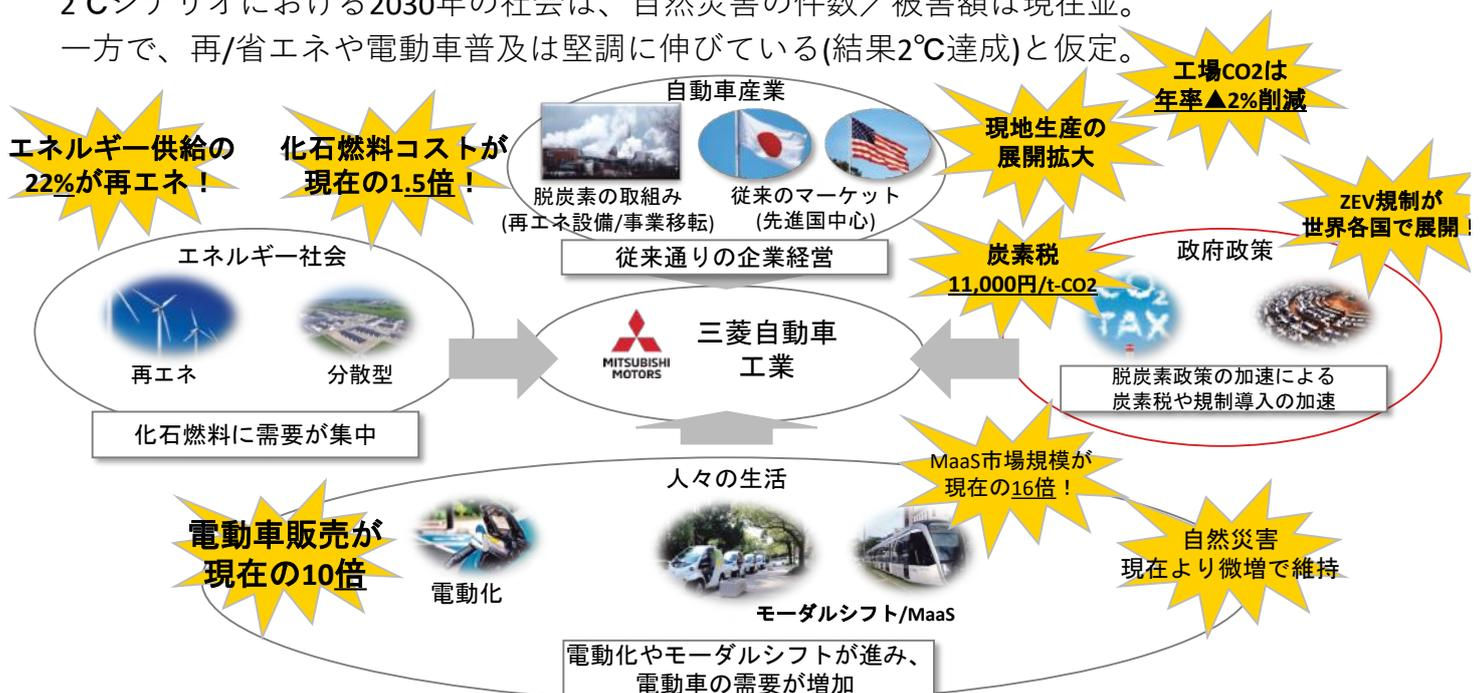 2℃シナリオにおける2030年の社会は、自然災害の件数／被害額は現在並。
一方で、再/省エネや電動車普及は堅調に伸びている(結果2℃達成)と仮定。
工場CO2は
年率▲2%削減
自動車産業
現地生産の
展開拡大
エネルギー供給の
22%が再エネ！
化石燃料コストが
現在の1.5倍！
脱炭素の取組み
(再エネ設備/事業移転)
従来のマーケット
(先進国中心)
従来通りの企業経営
ZEV規制が
世界各国で展開！
炭素税
11,000円/t-CO2
政府政策
CO2
TAX
脱炭素政策の加速による
炭素税や規制導入の加速
エネルギー社会
再エネ
分散型
化石燃料に需要が集中
MITSUBISHI
MOTORS
三菱自動車
工業
人々の生活
MaaS市場規模が
現在の16倍！
電動車販売が
現在の10倍
電動化
モーダルシフト/MaaS
自然災害
現在より微増で維持
電動化やモーダルシフトが進み、
電動車の需要が増加